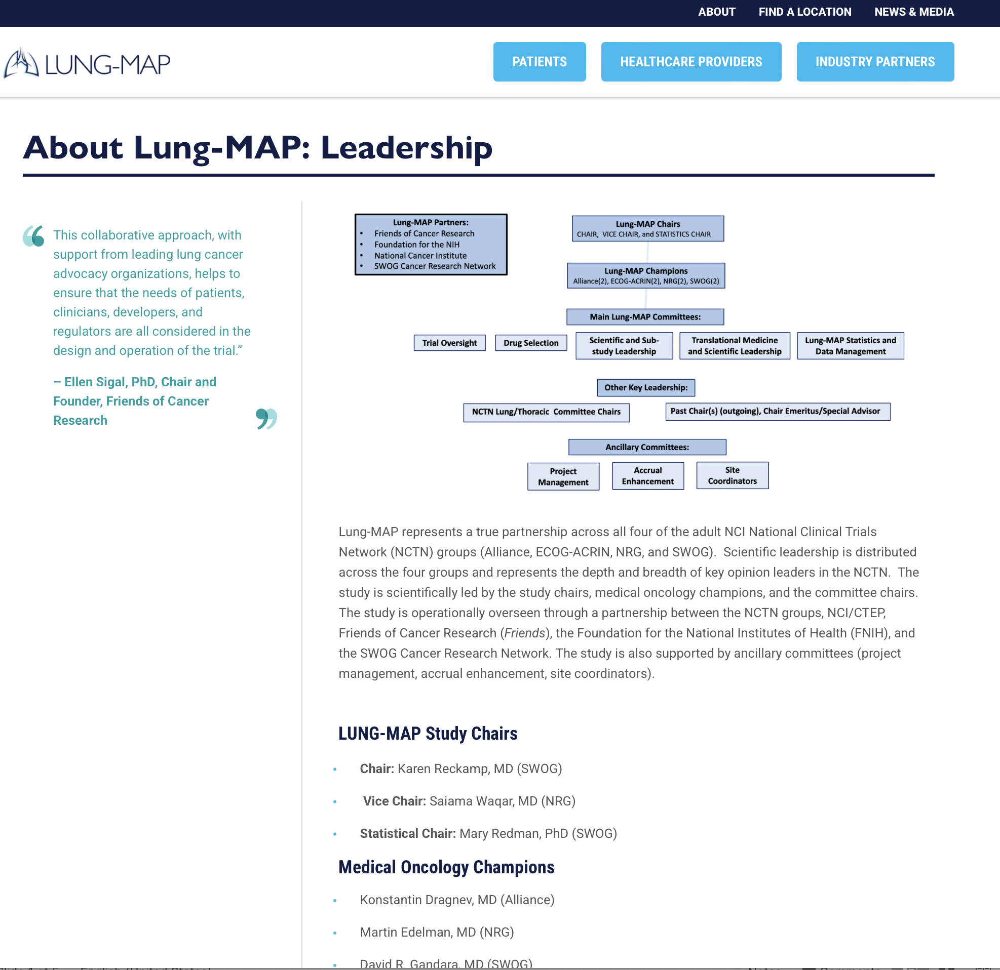 ABOUT FIND A LOCATION NEWS & MEDIA
LUNG-MAP
PATIENTS HEALTHCARE PROVIDERS INDUSTRY PARTNERS
About Lung-MAP: Leadership
“
This collaborative approach, with
support from leading lung cancer
advocacy organizations, helps to
ensure that the needs of patients,
clinicians, developers, and
regulators are all considered in the
design and operation of the trial.”
– Ellen Sigal, PhD, Chair and
Founder, Friends of Cancer
Research
”
Lung-MAP Partners:
• Friends of Cancer Research
• Foundation for the NIH
• National Cancer Institute
• SWOG Cancer Research Network
Lung-MAP Chairs
CHAIR, VICE CHAIR, and STATISTICS CHAIR
Lung-MAP Champions
Alliance(2), ECOG-ACRIN(2), NRG(2), SWOG(2)
Main Lung-MAP Committees:
Trial Oversight
Drug Selection
Scientific and Sub-
study Leadership
Translational Medicine
and Scientific Leadership
Lung-MAP Statistics and
Data Management
Other Key Leadership:
NCTN Lung/Thoracic Committee Chairs
Past Chair(s) (outgoing), Chair Emeritus/Special Advisor
Ancillary Committees:
Project
Management
Accrual
Enhancement
Site
Coordinators
Lung-MAP represents a true partnership across all four of the adult NCI National Clinical Trials
Network (NCTN) groups (Alliance, ECOG-ACRIN, NRG, and SWOG). Scientific leadership is distributed
across the four groups and represents the depth and breadth of key opinion leaders in the NCTN. The
study is scientifically led by the study chairs, medical oncology champions, and the committee chairs.
The study is operationally overseen through a partnership between the NCTN groups, NCI/CTEP,
Friends of Cancer Research (Friends), the Foundation for the National Institutes of Health (FNIH), and
the SWOG Cancer Research Network. The study is also supported by ancillary committees (project
management, accrual enhancement, site coordinators).
LUNG-MAP Study Chairs
• Chair: Karen Reckamp, MD (SWOG)
• Vice Chair: Saiama Waqar, MD (NRG)
• Statistical Chair: Mary Redman, PhD (SWOG)
Medical Oncology Champions
• Konstantin Dragnev, MD (Alliance)
• Martin Edelman, MD (NRG)
• David R. Gandara, MD (SWOG)
Slide 1 of 5 English (United States) Notes Comments